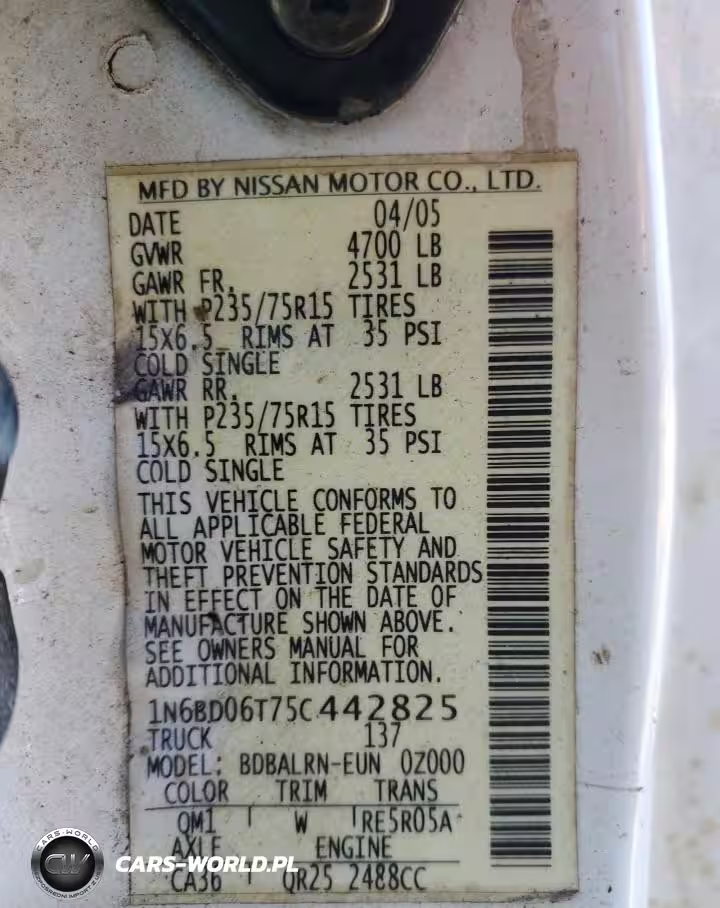 MFD BY NISSAN MOTOR CO., LTD.
DATE 04/05
GVWR 4700 LB
GAWR FR. 2531 LB
WITH P235/75R15 TIRES
15X6.5 RIMS AT 35 PSI
COLD SINGLE
GAWR RR. 2531 LB
WITH P235/75R15 TIRES
15X6.5 RIMS AT 35 PSI
COLD SINGLE
THIS VEHICLE CONFORMS TO
ALL APPLICABLE FEDERAL
MOTOR VEHICLE SAFETY AND
THEFT PREVENTION STANDARDS
IN EFFECT ON THE DATE OF
MANUFACTURE SHOWN ABOVE.
SEE OWNERS MANUAL FOR
ADDITIONAL INFORMATION.
1N6BD06T75C442825
TRUCK 137
MODEL: BDBALRN-EUN 0Z000
COLOR TRIM TRANS
QM1 W RE5R05A
AXLE ENGINE
CA36 QR25 2488CC
CARS-WORLD
CW
CARS-WORLD.PL